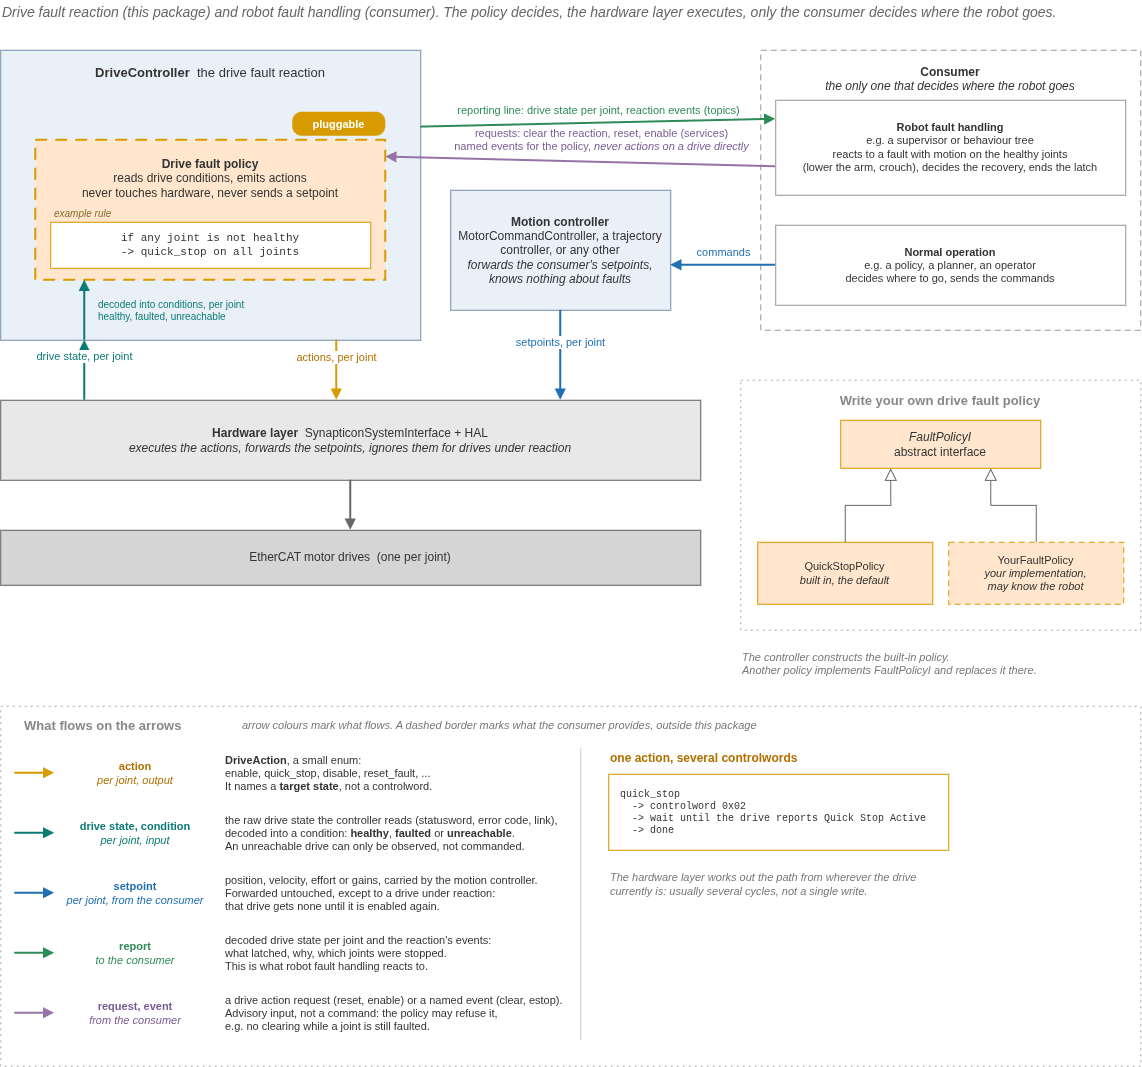 Drive fault reaction (this package) and robot fault handling (consumer). The policy decides, the hardware layer executes, only the consumer decides where the robot goes.
DriveController the drive fault reaction
pluggable
Drive fault policy
reads drive conditions, emits actions
never touches hardware, never sends a setpoint
example rule
if any joint is not healthy
-> quick_stop on all joints
decoded into conditions, per joint
healthy, faulted, unreachable
drive state, per joint
actions, per joint
reporting line: drive state per joint, reaction events (topics)
requests: clear the reaction, reset, enable (services)
named events for the policy, never actions on a drive directly
Motion controller
MotorCommandController, a trajectory
controller, or any other
forwards the consumer's setpoints,
knows nothing about faults
commands
setpoints, per joint
Consumer
the only one that decides where the robot goes
Robot fault handling
e.g. a supervisor or behaviour tree
reacts to a fault with motion on the healthy joints
(lower the arm, crouch), decides the recovery, ends the latch
Normal operation
e.g. a policy, a planner, an operator
decides where to go, sends the commands
Hardware layer SynapticonSystemInterface + HAL
executes the actions, forwards the setpoints, ignores them for drives under reaction
EtherCAT motor drives (one per joint)
Write your own drive fault policy
FaultPolicyI
abstract interface
QuickStopPolicy
built in, the default
YourFaultPolicy
your implementation,
may know the robot
The controller constructs the built-in policy.
Another policy implements FaultPolicyI and replaces it there.
What flows on the arrows
arrow colours mark what flows. A dashed border marks what the consumer provides, outside this package
action
per joint, output
DriveAction, a small enum:
enable, quick_stop, disable, reset_fault, ...
It names a target state, not a controlword.
drive state, condition
per joint, input
the raw drive state the controller reads (statusword, error code, link),
decoded into a condition: healthy, faulted or unreachable.
An unreachable drive can only be observed, not commanded.
setpoint
per joint, from the consumer
position, velocity, effort or gains, carried by the motion controller.
Forwarded untouched, except to a drive under reaction:
that drive gets none until it is enabled again.
report
to the consumer
decoded drive state per joint and the reaction's events:
what latched, why, which joints were stopped.
This is what robot fault handling reacts to.
request, event
from the consumer
a drive action request (reset, enable) or a named event (clear, estop).
Advisory input, not a command: the policy may refuse it,
e.g. no clearing while a joint is still faulted.
one action, several controlwords
quick_stop
-> controlword 0x02
-> wait until the drive reports Quick Stop Active
-> done
The hardware layer works out the path from wherever the drive
currently is: usually several cycles, not a single write.